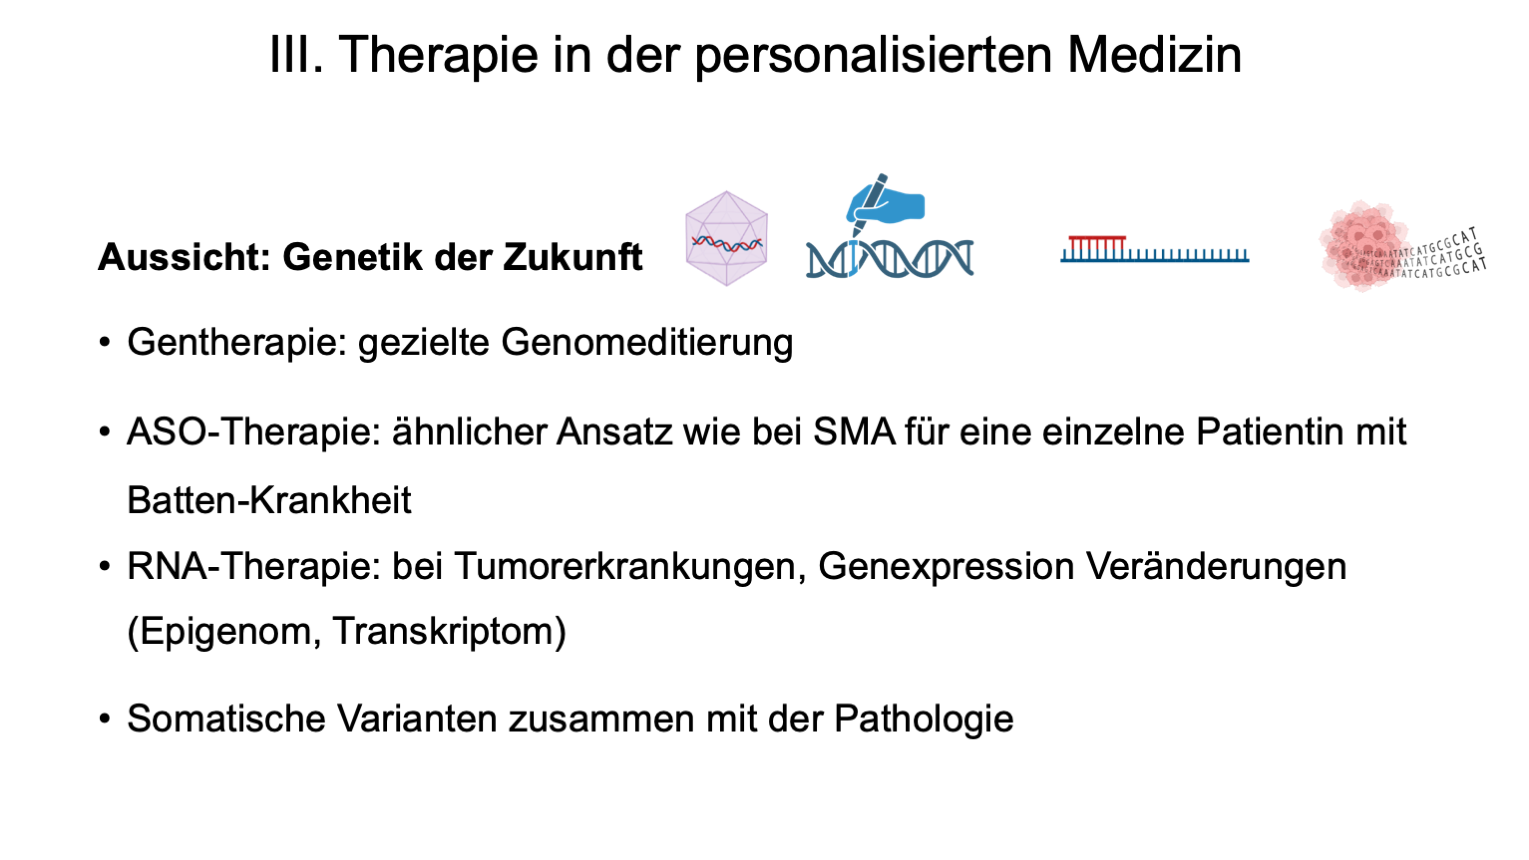 III. Therapie in der personalisierten Medizin
Aussicht: Genetik der Zukunft
• Gentherapie: gezielte Genomeditierung
• ASO-Therapie: ähnlicher Ansatz wie bei SMA für eine einzelne Patientin mit
Batten-Krankheit
• RNA-Therapie: bei Tumorerkrankungen, Genexpression Veränderungen
(Epigenom, Transkriptom)
• Somatische Varianten zusammen mit der Pathologie